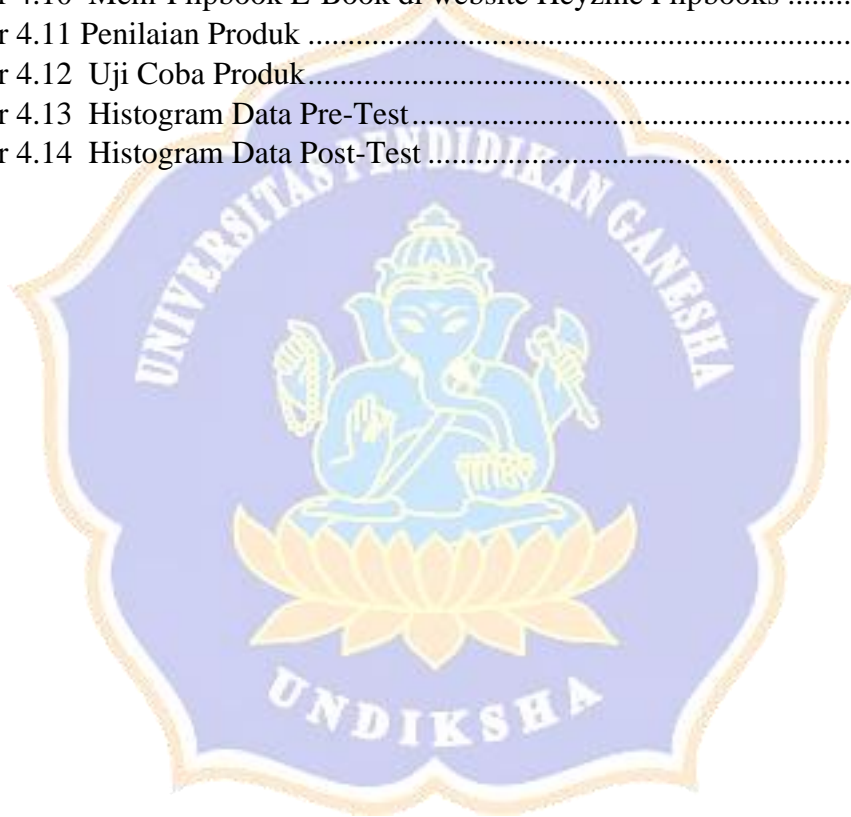 r 4.10 Mem-Flipbook E-Book di website Heyzine Flipbooks ........
r 4.11 Penilaian Produk ........................................................................
r 4.12 Uji Coba Produk........................................................................
r 4.13 Histogram Data Pre-Test...........................................................
r 4.14 Histogram Data Post-Test .........................................................
UNIVERSITAS PENDIDIKAN GANESHA
UNDIKSHA